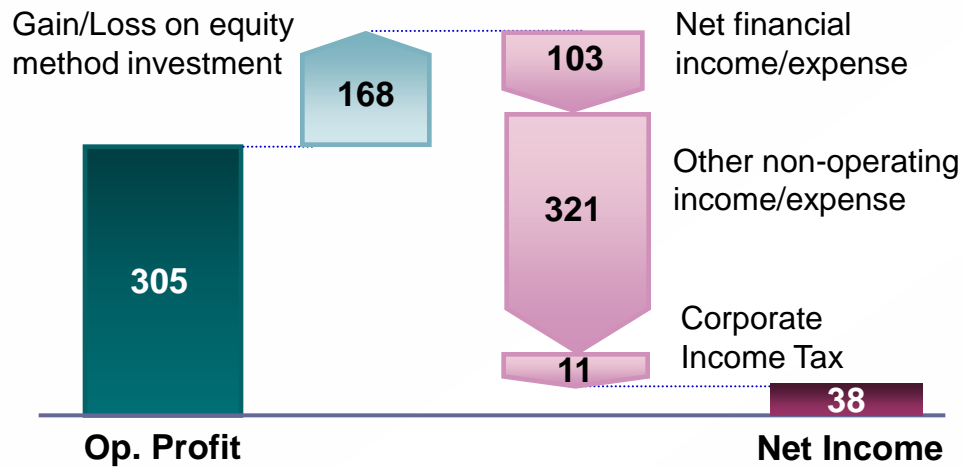 Gain/Loss on equity
method investment
168
103
Net financial
income/expense
321
Other non-operating
income/expense
305
11
Corporate
Income Tax
38
Op. Profit
Net Income